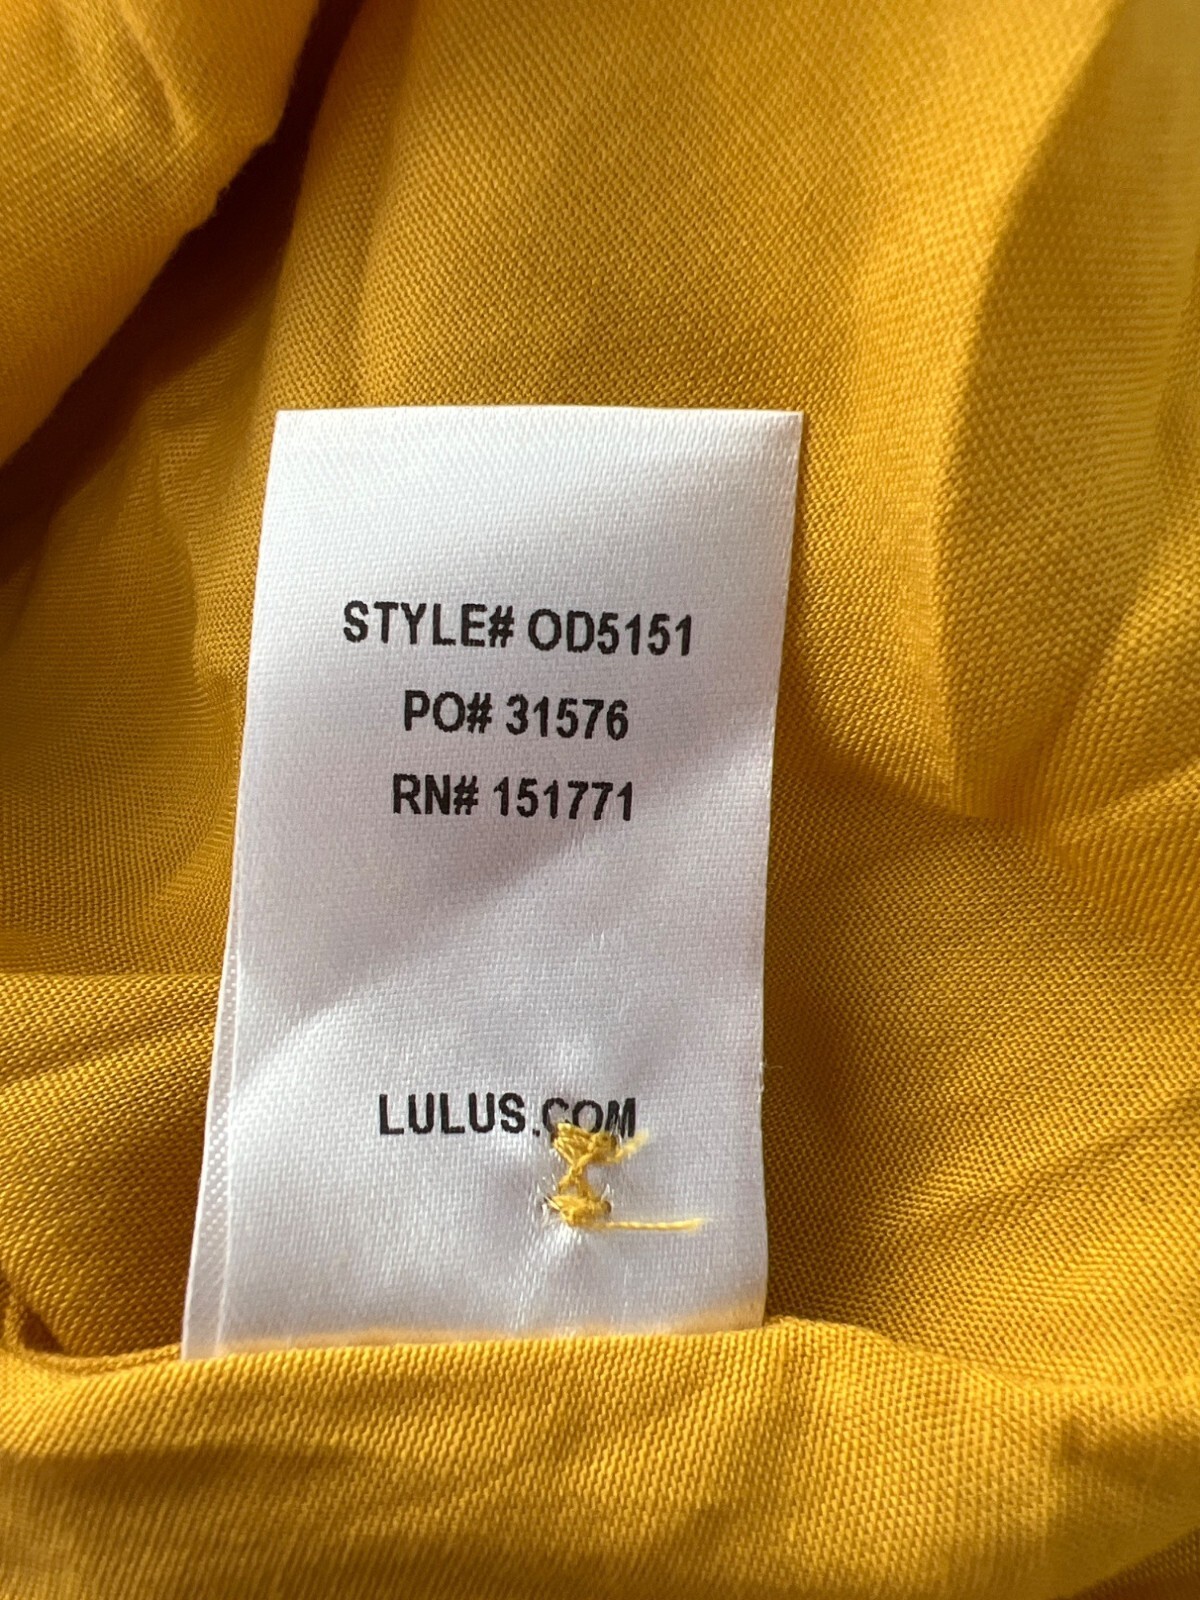 STYLE# OD5151
PO# 31576
RN# 151771
LULUS.COM